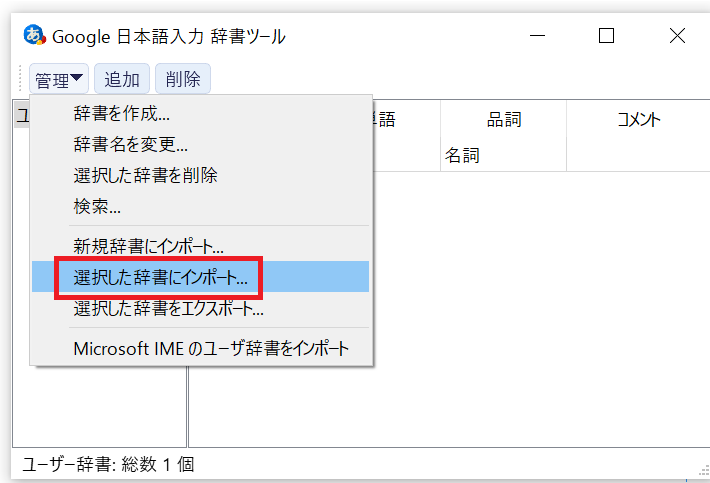 Google 日本語入力 辞書ツール
管理 追加 削除
品詞 コメント
辞書を作成...
辞書名を変更...
名詞
選択した辞書を削除
検索...
新規辞書にインポート...
選択した辞書にインポート...
選択した辞書をエクスポート...
Microsoft IME のユーザ辞書をインポート
ユーザー辞書: 総数 1 個